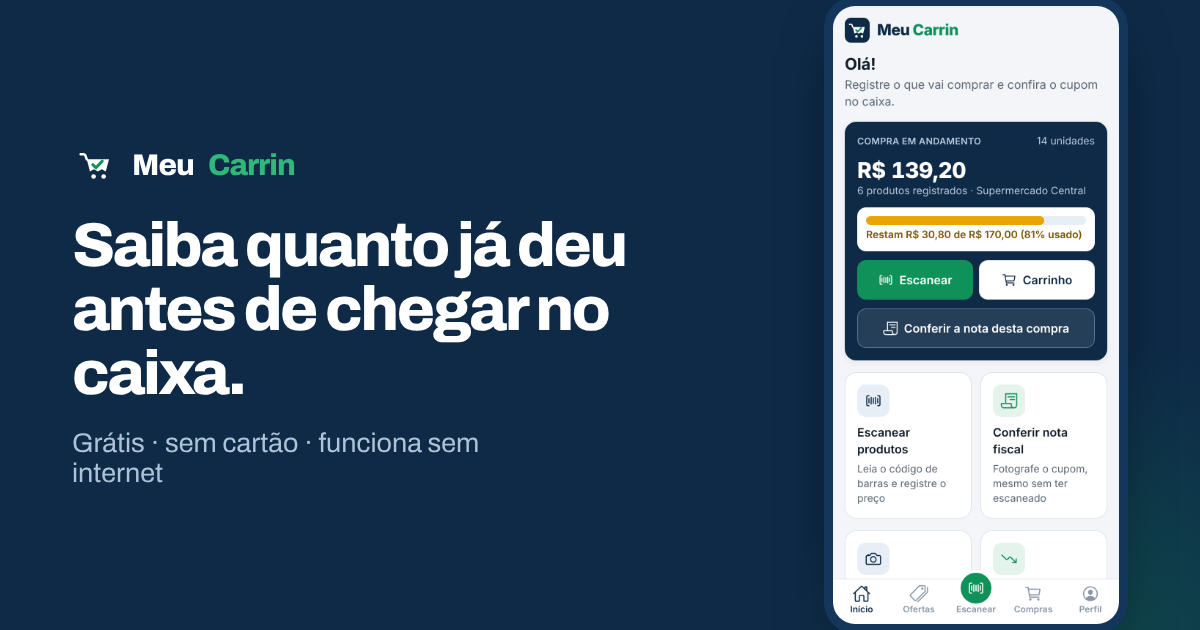 Meu Carrin
Saiba quanto já deu
antes de chegar no
caixa.
Grátis · sem cartão · funciona sem
internet
Meu Carrin
Olá!
Registre o que vai comprar e confira o cupom
no caixa.
COMPRA EM ANDAMENTO 14 unidades
R$ 139,20
6 produtos registrados · Supermercado Central
Restam R$ 30,80 de R$ 170,00 (81% usado)
Escanear Carrinho
Conferir a nota desta compra
Escanear
produtos
Leia o código de
barras e registre o
preço
Conferir nota
fiscal
Fotografe o cupom,
mesmo sem ter
escaneado
Início Ofertas Escanear Compras Perfil